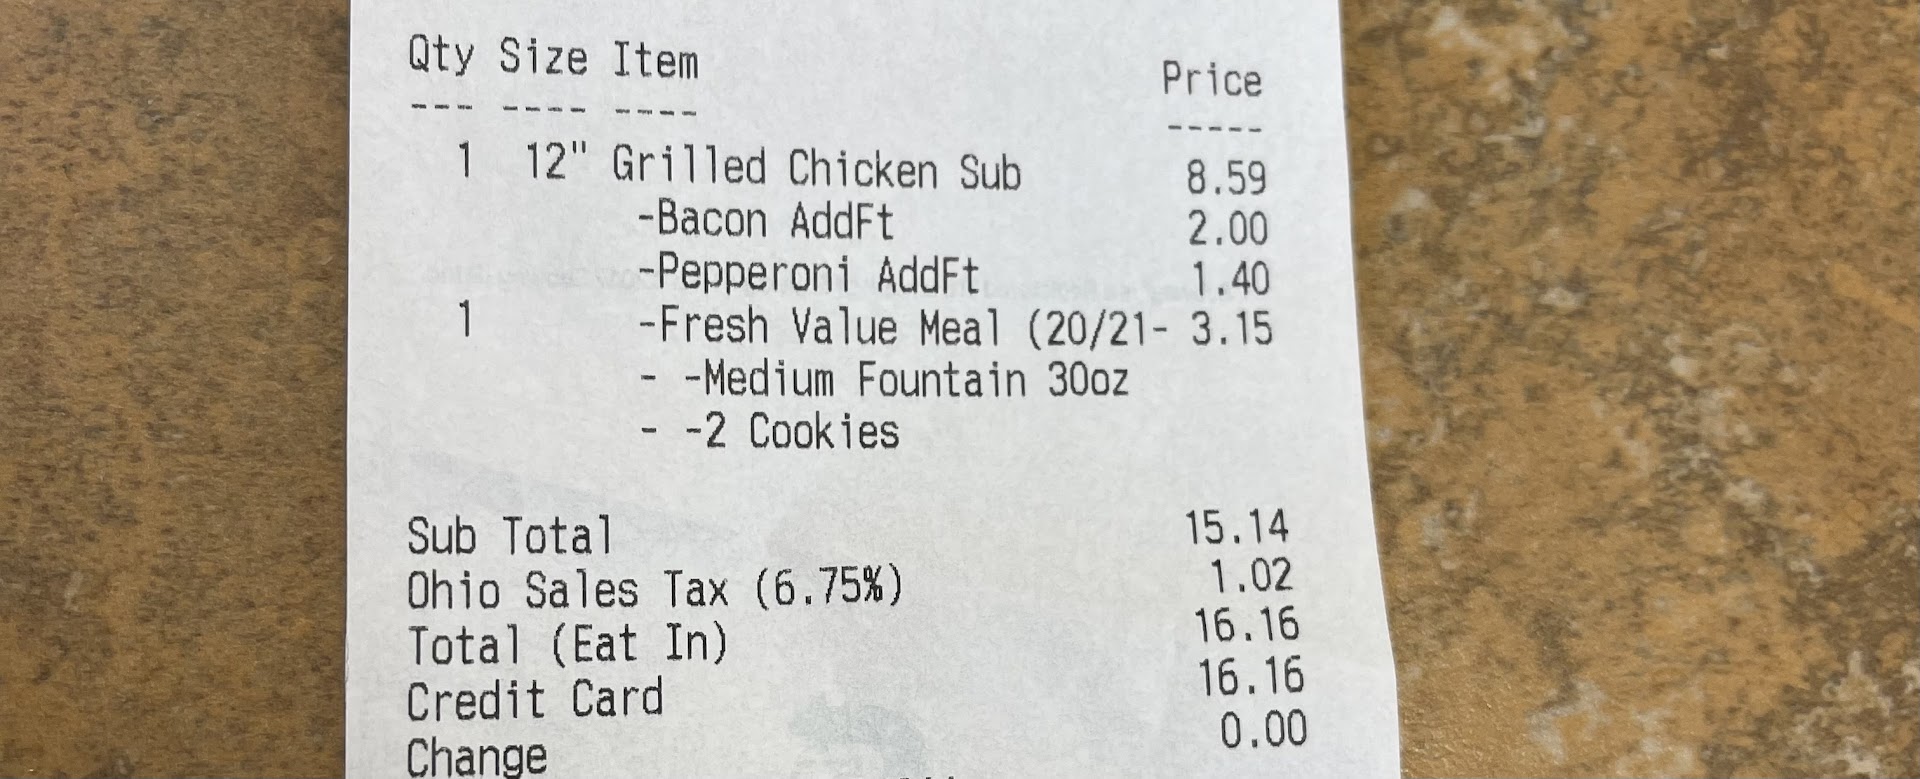 Qty Size Item Price
--- ---- ---- -----
1 12" Grilled Chicken Sub 8.59
-Bacon AddFt 2.00
-Pepperoni AddFt 1.40
1 -Fresh Value Meal (20/21- 3.15
- -Medium Fountain 30oz
- -2 Cookies
Sub Total 15.14
Ohio Sales Tax (6.75%) 1.02
Total (Eat In) 16.16
Credit Card 16.16
Change 0.00